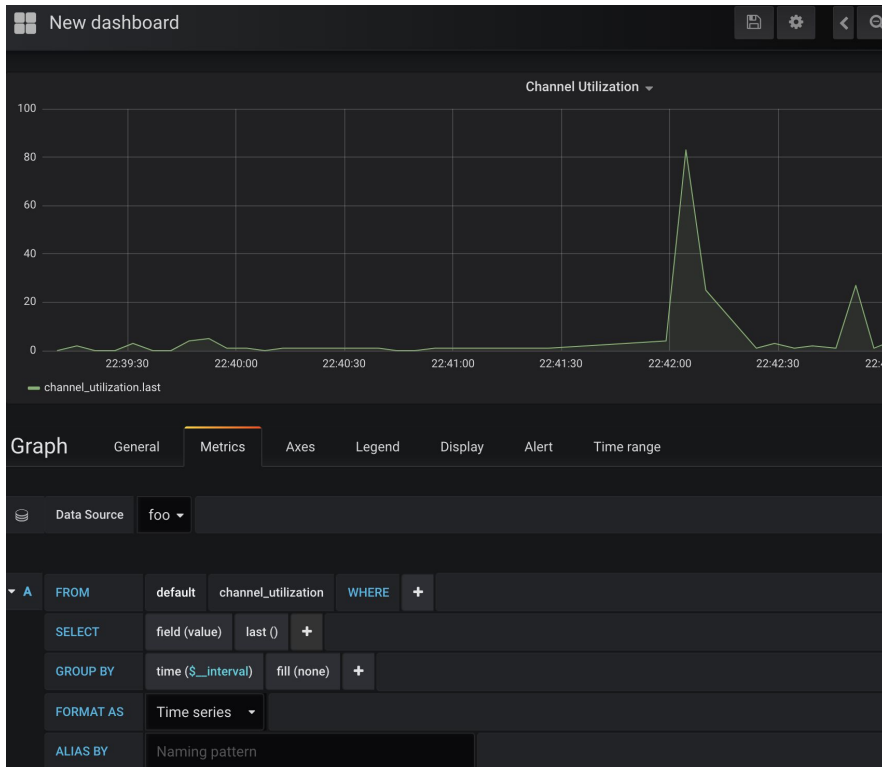 New dashboard
Channel Utilization
100
80
60
40
20
0
22:39:30 22:40:00 22:40:30 22:41:00 22:41:30 22:42:00 22:42:30 22:
channel_utilization.last
Graph General Metrics Axes Legend Display Alert Time range
Data Source foo
A FROM default channel_utilization WHERE +
SELECT field (value) last () +
GROUP BY time ($__interval) fill (none) +
FORMAT AS Time series
ALIAS BY Naming pattern